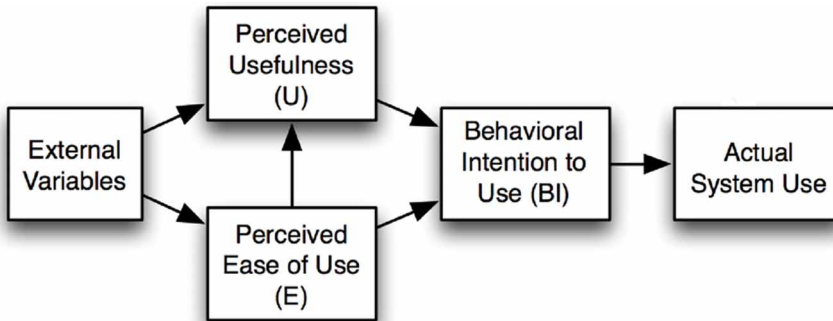 Perceived
Usefulness
(U)
External
Variables
Perceived
Ease of Use
(E)
Behavioral
Intention to
Use (BI)
Actual
System Use